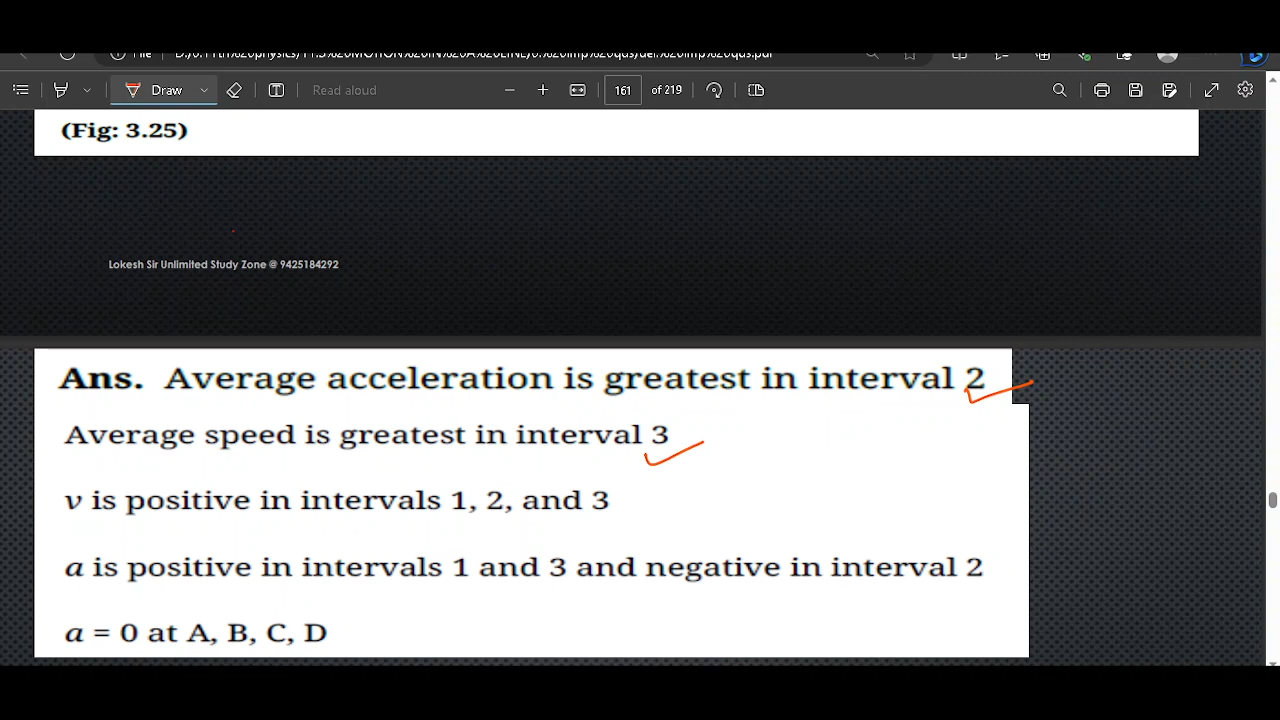 Draw
Read aloud
161
of 219
(Fig: 3.25)
Lokesh Sir Unlimited Study Zone @ 9425184292
Ans. Average acceleration is greatest in interval 2
Average speed is greatest in interval 3
v is positive in intervals 1, 2, and 3
a is positive in intervals 1 and 3 and negative in interval 2
a = 0 at A, B, C, D